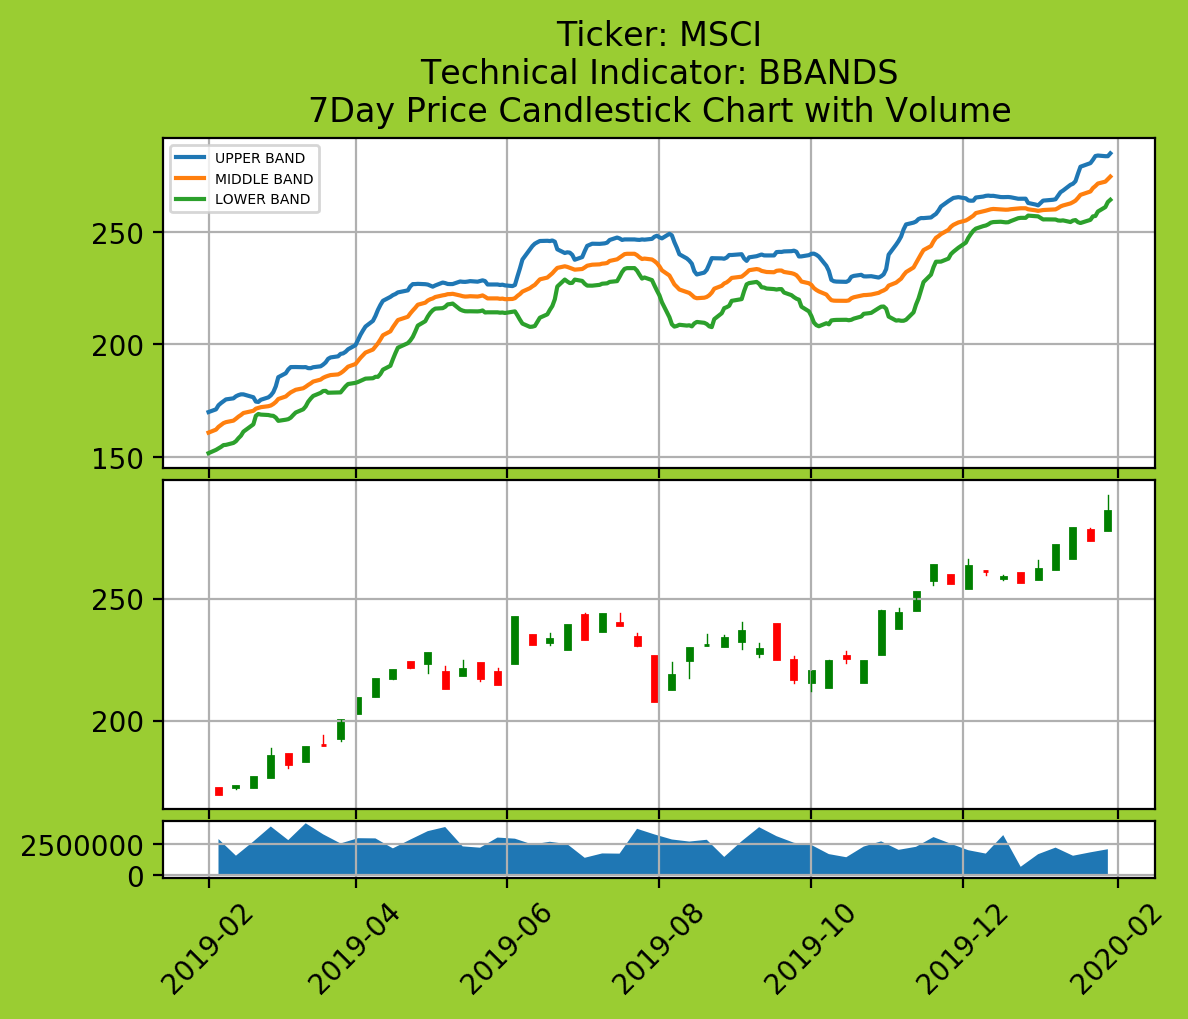 Ticker: MSCI
Technical Indicator: BBANDS
7Day Price Candlestick Chart with Volume
UPPER BAND
MIDDLE BAND
LOWER BAND
250
200
150
250
200
2500000
0
2019-02
2019-04
2019-06
2019-08
2019-10
2019-12
2020-02